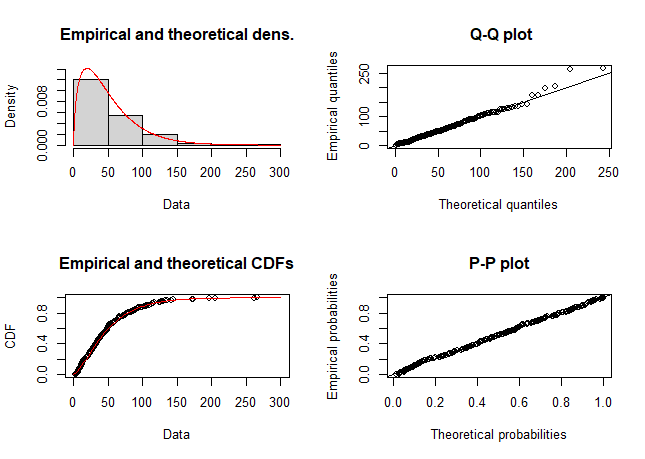 Empirical and theoretical dens.
Density
0.000 0.008
0 50 100 150 200 250 300
Data
Q-Q plot
Empirical quantiles
0 100 250
0 50 100 150 200 250
Theoretical quantiles
Empirical and theoretical CDFs
CDF
0.0 0.4 0.8
0 50 100 150 200 250 300
Data
P-P plot
Empirical probabilities
0.0 0.4 0.8
0.0 0.2 0.4 0.6 0.8 1.0
Theoretical probabilities